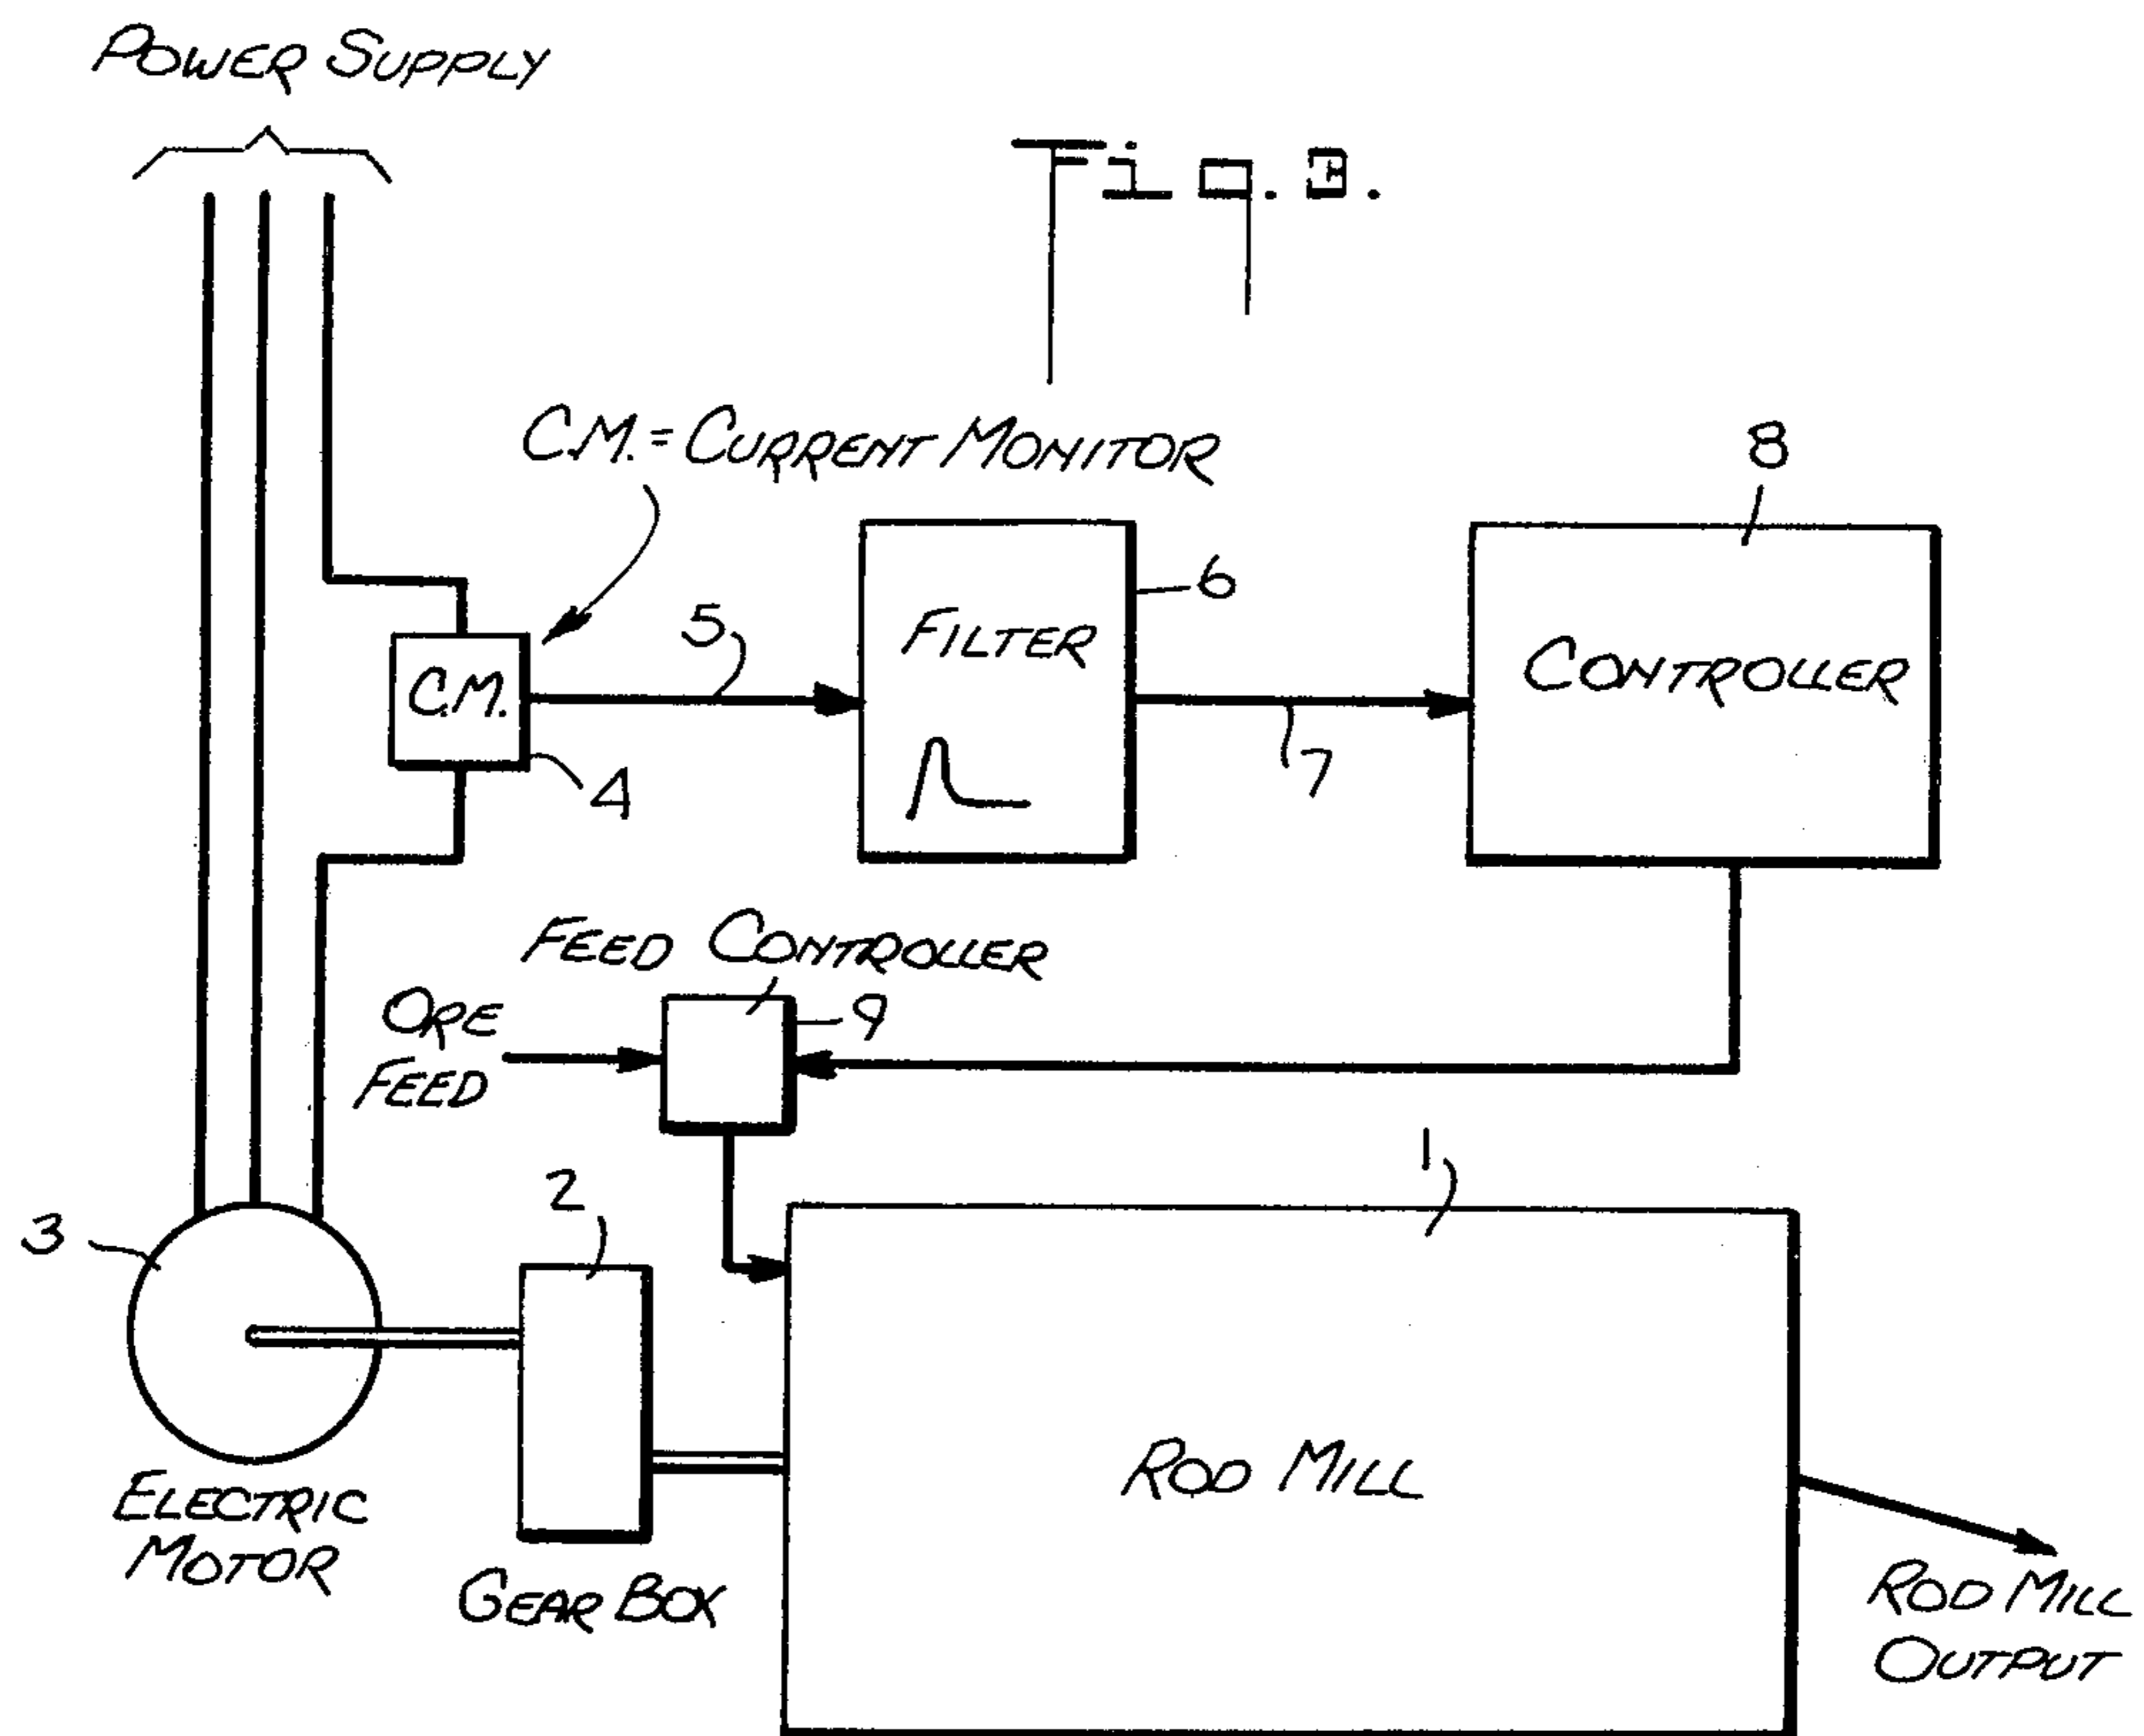 POWER SUPPLY
Fig. 3.
C.M. = CURRENT MONITOR
8
6
5
FILTER
CONTROLLER
C.M.
7
4
FEED CONTROLLER
ORE
FEED
9
1
2
3
ROD MILL
ELECTRIC
MOTOR
GEAR BOX
ROD MILL
OUTPUT